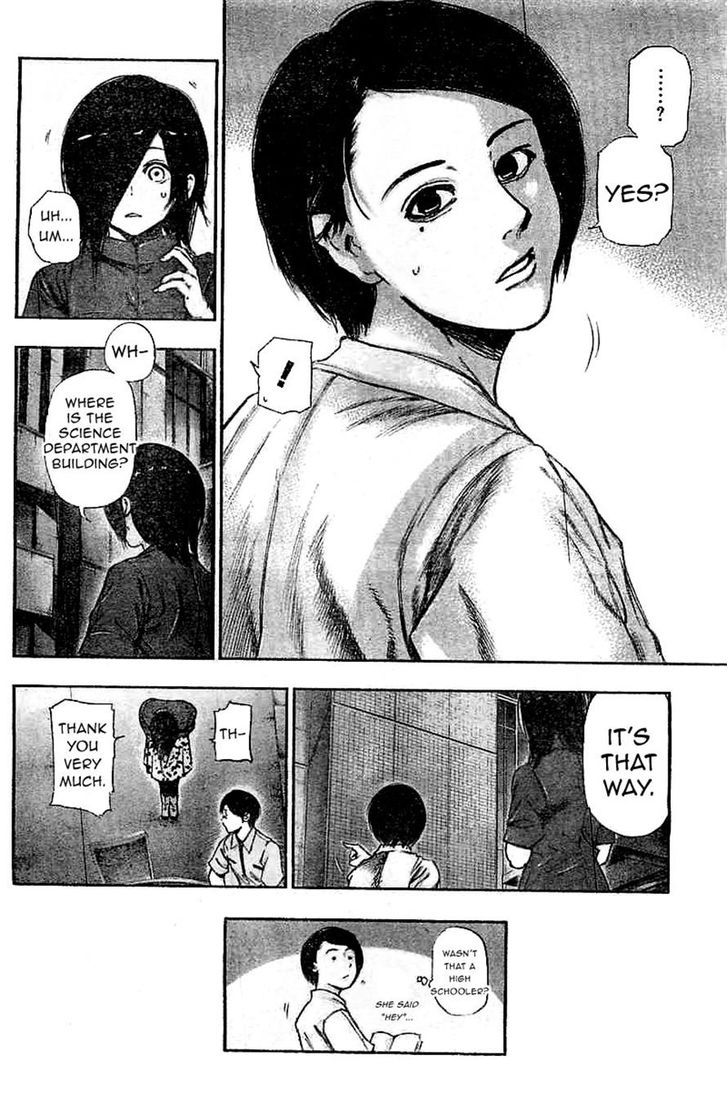 .......
?
YES?
UH...
UM...
!!
WH-
WHERE
IS THE
SCIENCE
DEPARTMENT
BUILDING?
IT'S
THAT
WAY.
TH-
THANK
YOU
VERY
MUCH.
WASN'T
THAT A
HIGH
SCHOOLER?
SHE SAID
"HEY"...